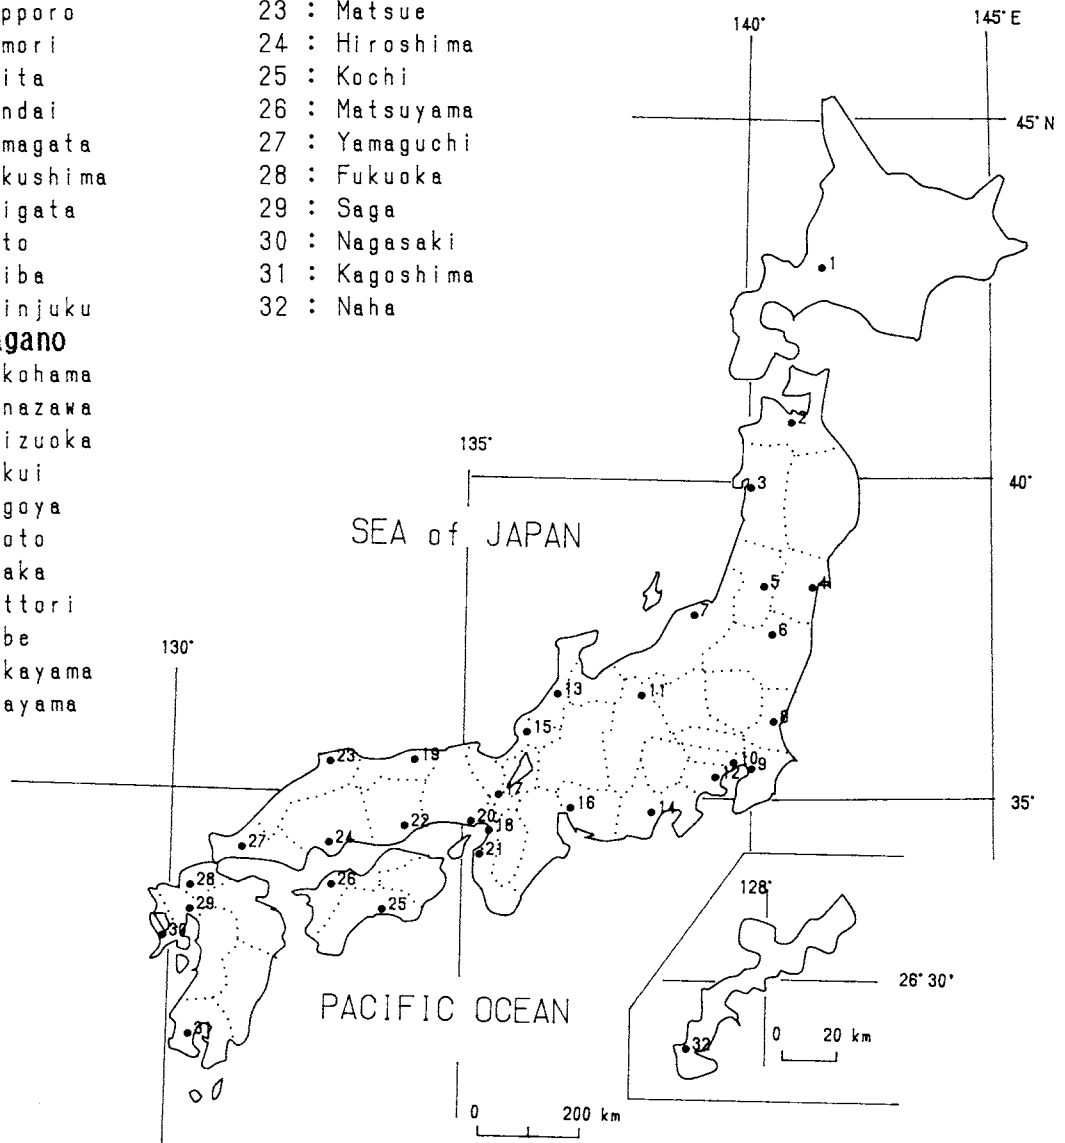 pporo
mori
ita
ndai
magata
kushima
igata
to
iba
injuku
gano
kohama
nazawa
izuoka
kui
goya
oto
aka
ttori
be
kayama
ayama
23 : Matsue
24 : Hiroshima
25 : Kochi
26 : Matsuyama
27 : Yamaguchi
28 : Fukuoka
29 : Saga
30 : Nagasaki
31 : Kagoshima
32 : Naha
140°
145° E
45° N
1
2
135°
40°
3
SEA of JAPAN
5
4
7
6
130°
13
11
15
8
23
19
10
9
12
17
16
14
35°
20
22
18
27
24
21
28
26
128°
29
25
30
26° 30'
PACIFIC OCEAN
31
32
0 20 km
0 200 km